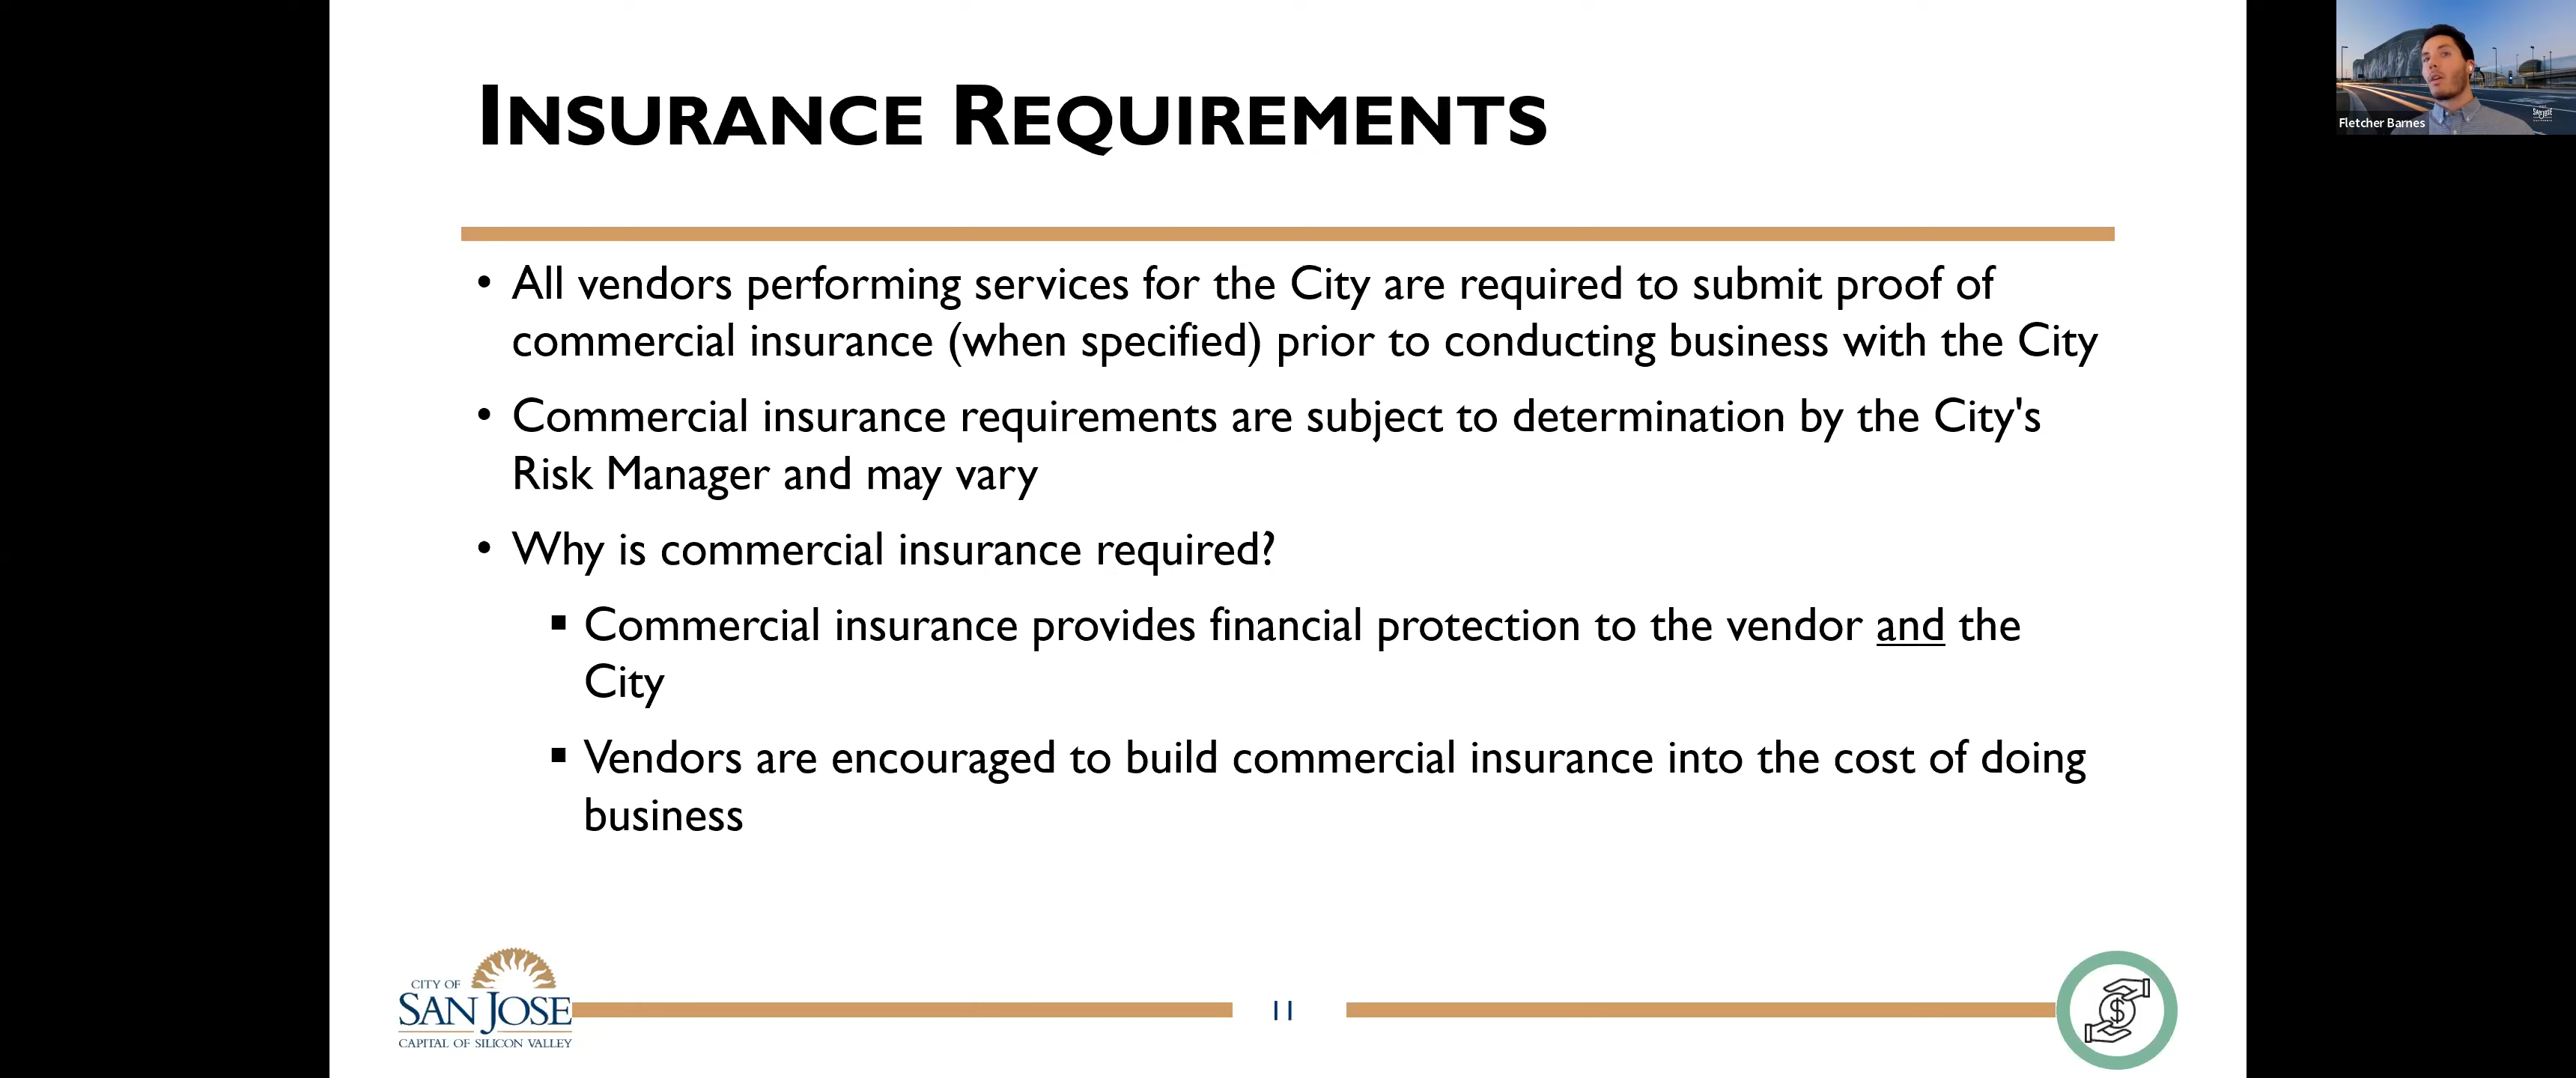 INSURANCE REQUIREMENTS
Fletcher Barnes
SAN JOSE
• All vendors performing services for the City are required to submit proof of
commercial insurance (when specified) prior to conducting business with the City
• Commercial insurance requirements are subject to determination by the City's
Risk Manager and may vary
• Why is commercial insurance required?
▪ Commercial insurance provides financial protection to the vendor and the
City
▪ Vendors are encouraged to build commercial insurance into the cost of doing
business
CITY OF
SAN JOSE
CAPITAL OF SILICON VALLEY
11
$